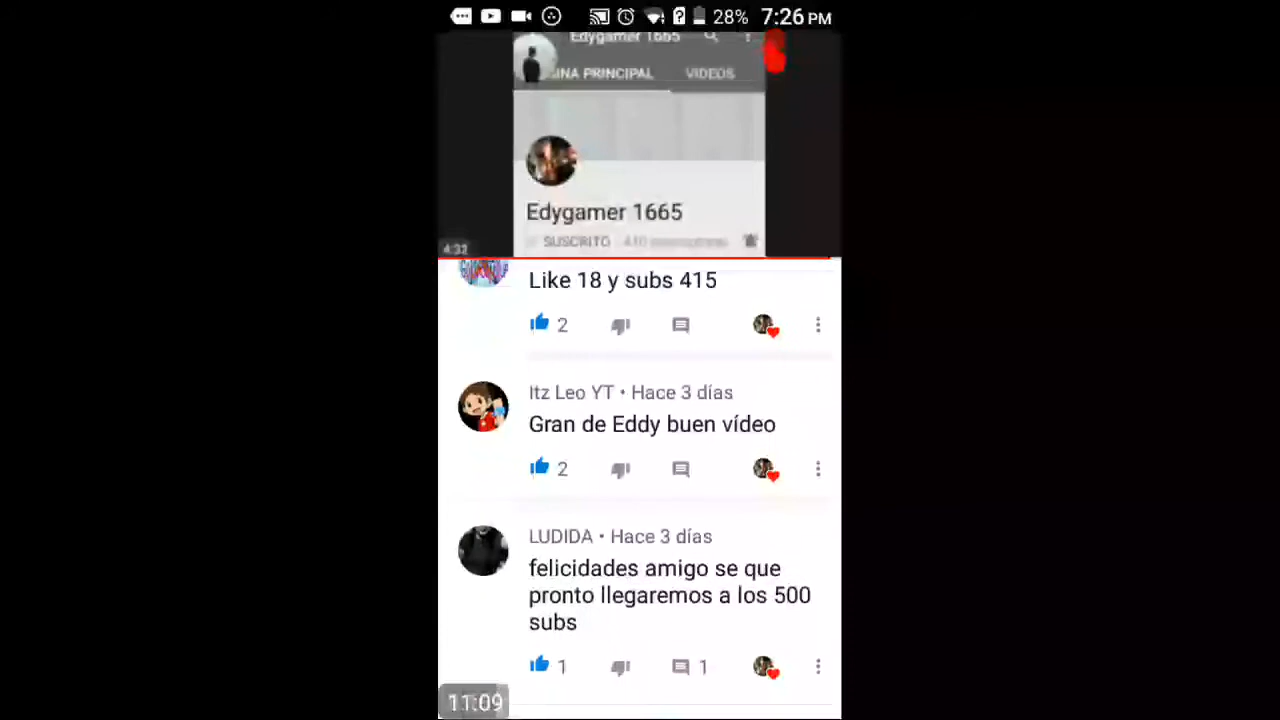 28% 7:26 PM
Edygamer 1665
INA PRINCIPAL VIDEOS
Edygamer 1665
SUSCRITO 410
4:32
Like 18 y subs 415
2
Itz Leo YT • Hace 3 días
Gran de Eddy buen vídeo
2
LUDIDA • Hace 3 días
felicidades amigo se que
pronto llegaremos a los 500
subs
1 1
11:09